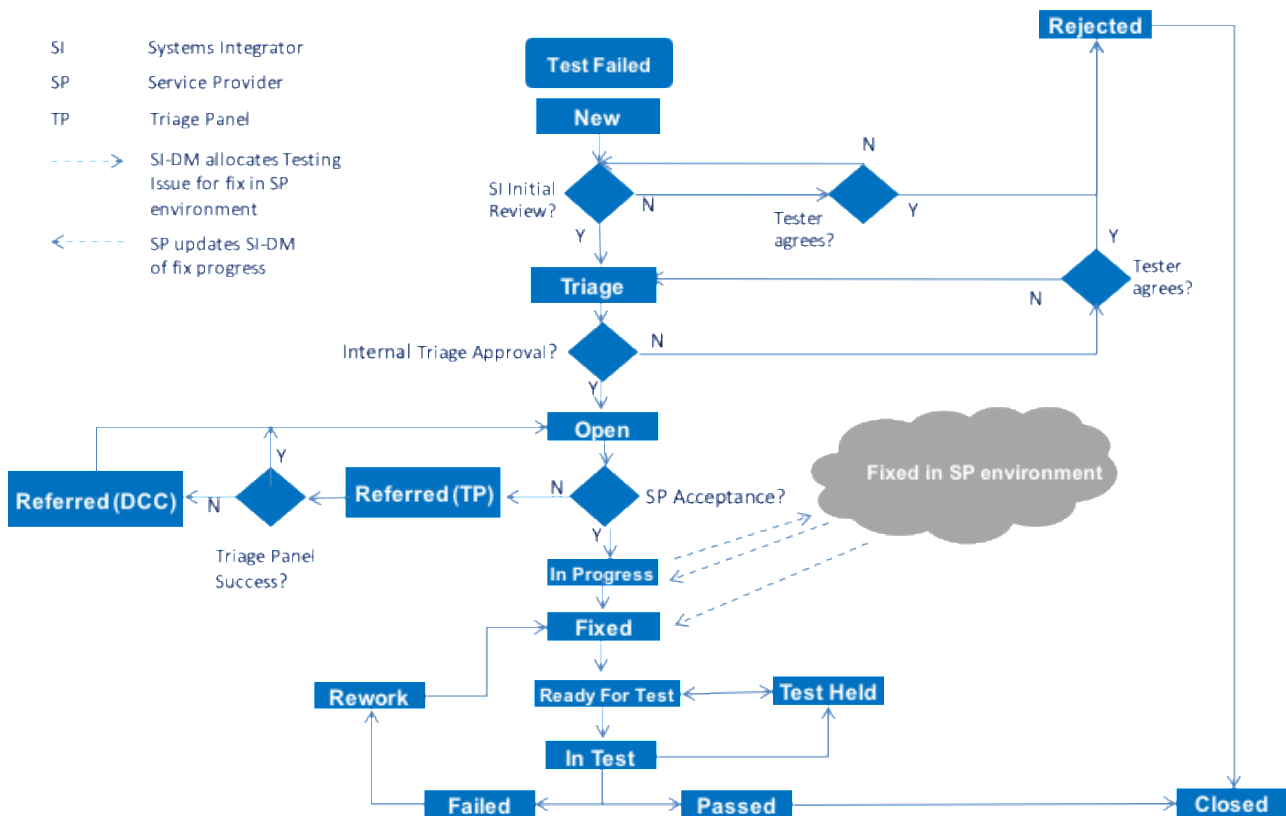 Rejected
SI Systems Integrator
Test Failed
SP Service Provider
New
TP Triage Panel
N
SI-DM allocates Testing
Issue for fix in SP
environment
SI Initial
Review?
N
Y
Tester
agrees?
Y
SP updates SI-DM
of fix progress
Y
Tester
agrees?
Triage
N
Internal Triage Approval?
N
Y
Open
Y
Fixed in SP environment
Referred (DCC)
N
Referred (TP)
N
SP Acceptance?
Y
Triage Panel
Success?
In Progress
Fixed
Rework
Ready For Test
Test Held
In Test
Failed
Passed
Closed